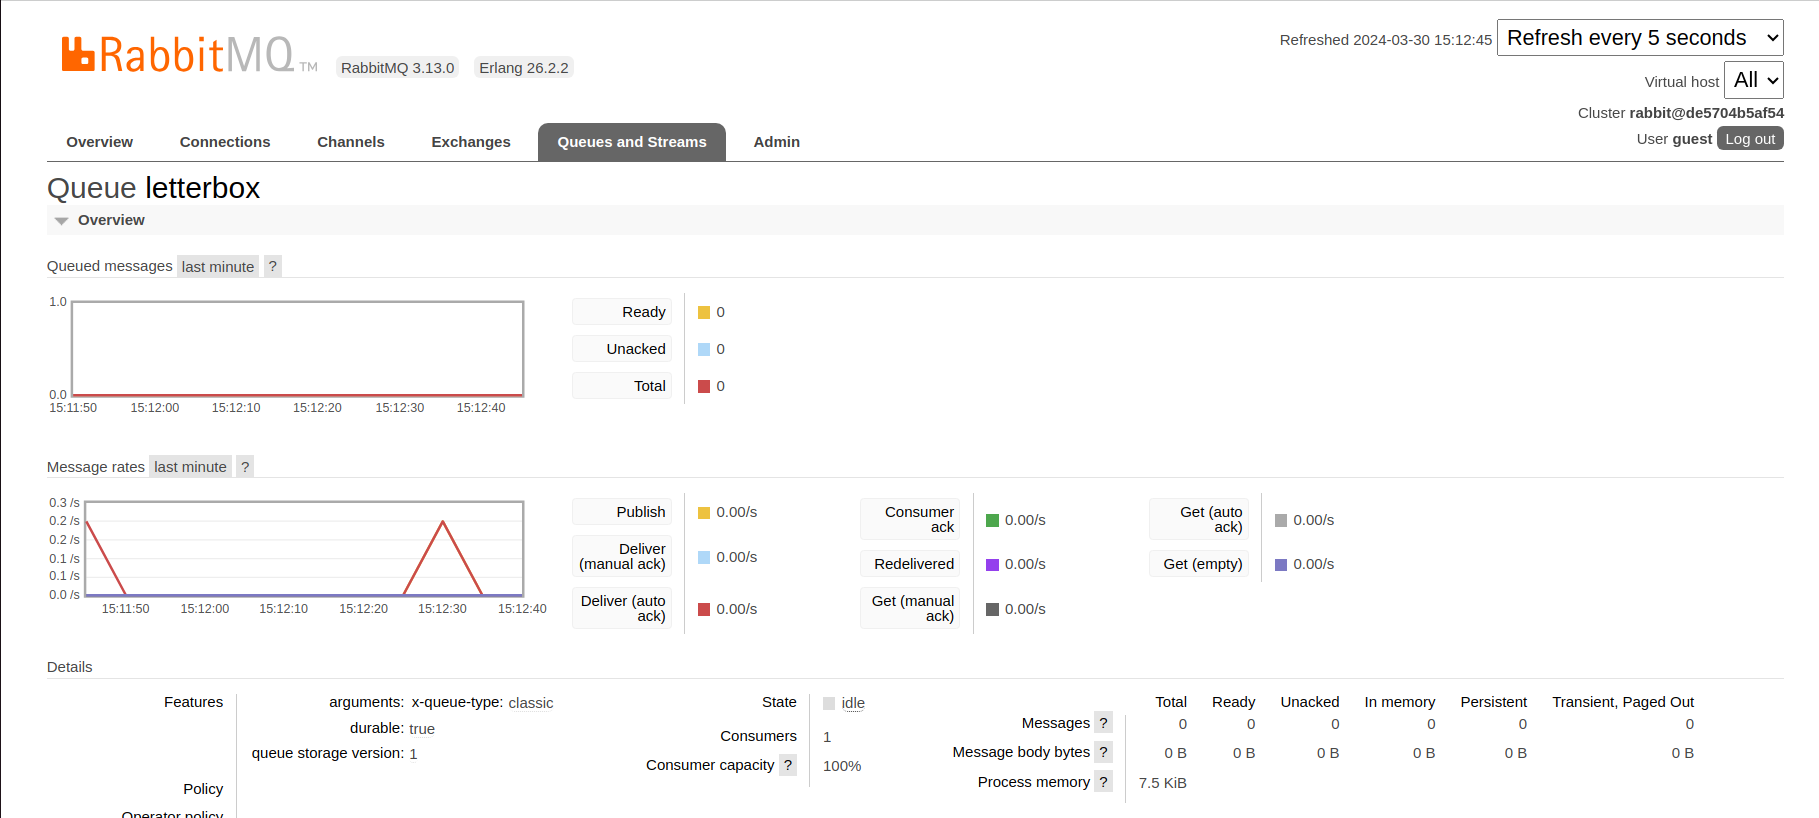 RabbitMQ TM RabbitMQ 3.13.0 Erlang 26.2.2
Refreshed 2024-03-30 15:12:45 Refresh every 5 seconds
Virtual host All
Cluster rabbit@de5704b5af54
User guest Log out
Overview Connections Channels Exchanges Queues and Streams Admin
Queue letterbox
Overview
Queued messages last minute ?
1.0
0.0
15:11:50 15:12:00 15:12:10 15:12:20 15:12:30 15:12:40
Ready 0
Unacked 0
Total 0
Message rates last minute ?
0.3 /s
0.2 /s
0.2 /s
0.1 /s
0.1 /s
0.0 /s
15:11:50 15:12:00 15:12:10 15:12:20 15:12:30 15:12:40
Publish 0.00/s
Deliver
(manual ack) 0.00/s
Deliver (auto
ack) 0.00/s
Consumer
ack 0.00/s
Redelivered 0.00/s
Get (manual
ack) 0.00/s
Get (auto
ack) 0.00/s
Get (empty) 0.00/s
Details
Features
arguments: x-queue-type: classic
durable: true
queue storage version: 1
Policy
Operator policy
State idle
Consumers 1
Consumer capacity ? 100%
Total Ready Unacked In memory Persistent Transient, Paged Out
Messages ? 0 0 0 0 0 0
Message body bytes ? 0 B 0 B 0 B 0 B 0 B 0 B
Process memory ? 7.5 KiB